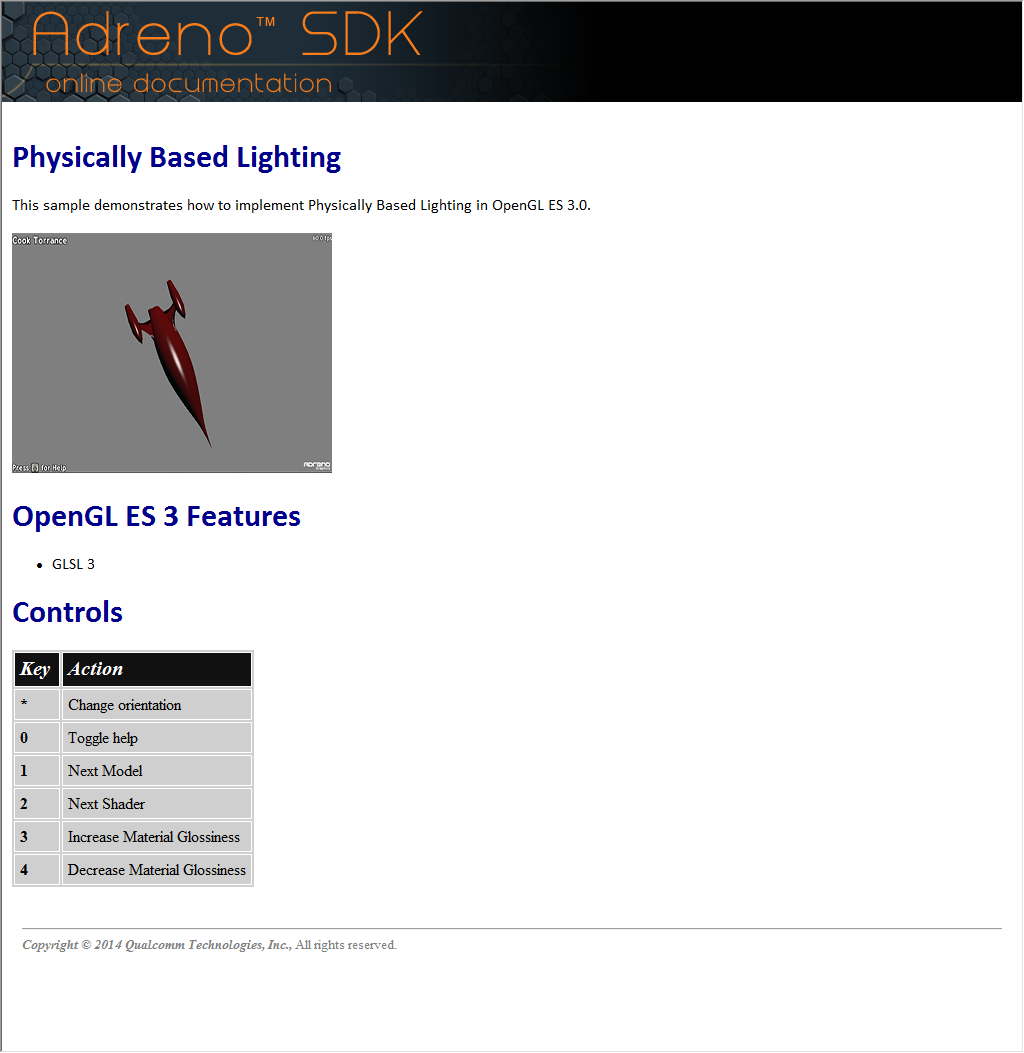 Adreno™ SDK
online documentation
Physically Based Lighting
This sample demonstrates how to implement Physically Based Lighting in OpenGL ES 3.0.
Cook Torrance
60.0 fps
Press 0 for Help
Adreno
OpenGL ES 3 Features
• GLSL 3
Controls
Key Action
* Change orientation
0 Toggle help
1 Next Model
2 Next Shader
3 Increase Material Glossiness
4 Decrease Material Glossiness
Copyright © 2014 Qualcomm Technologies, Inc., All rights reserved.